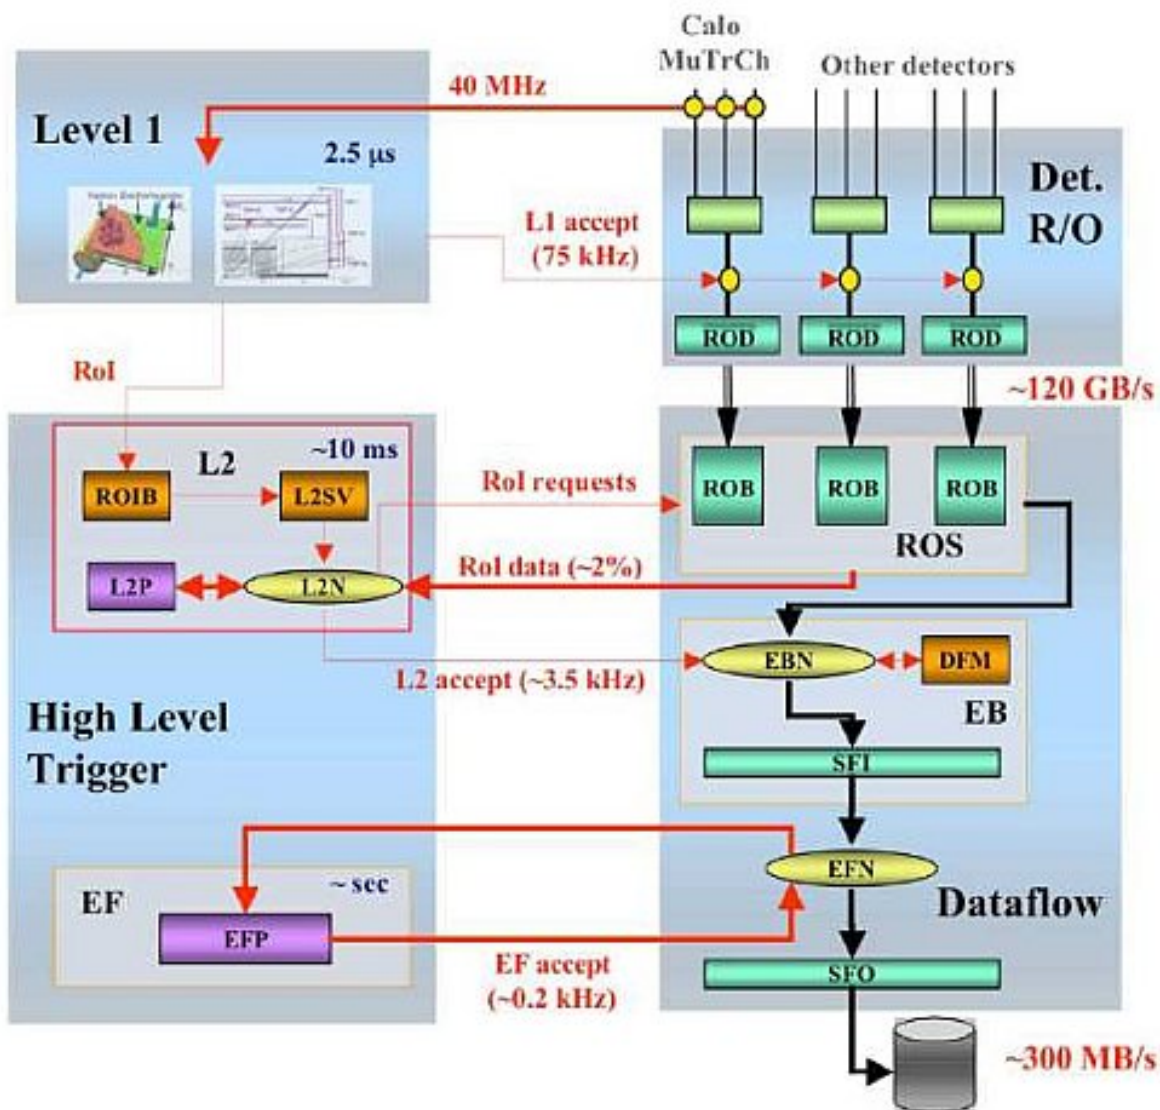 Calo
MuTrCh
Other detectors
40 MHz
Level 1
2.5 μs
Det.
R/O
L1 accept
(75 kHz)
ROD
ROD
ROD
RoI
~120 GB/s
~10 ms
L2
ROIB
L2SV
RoI requests
ROB
ROB
ROB
ROS
L2P
L2N
RoI data (~2%)
L2 accept (~3.5 kHz)
EBN
DFM
EB
High Level
Trigger
SFI
EFN
~ sec
EF
EFP
Dataflow
EF accept
(~0.2 kHz)
SFO
~300 MB/s